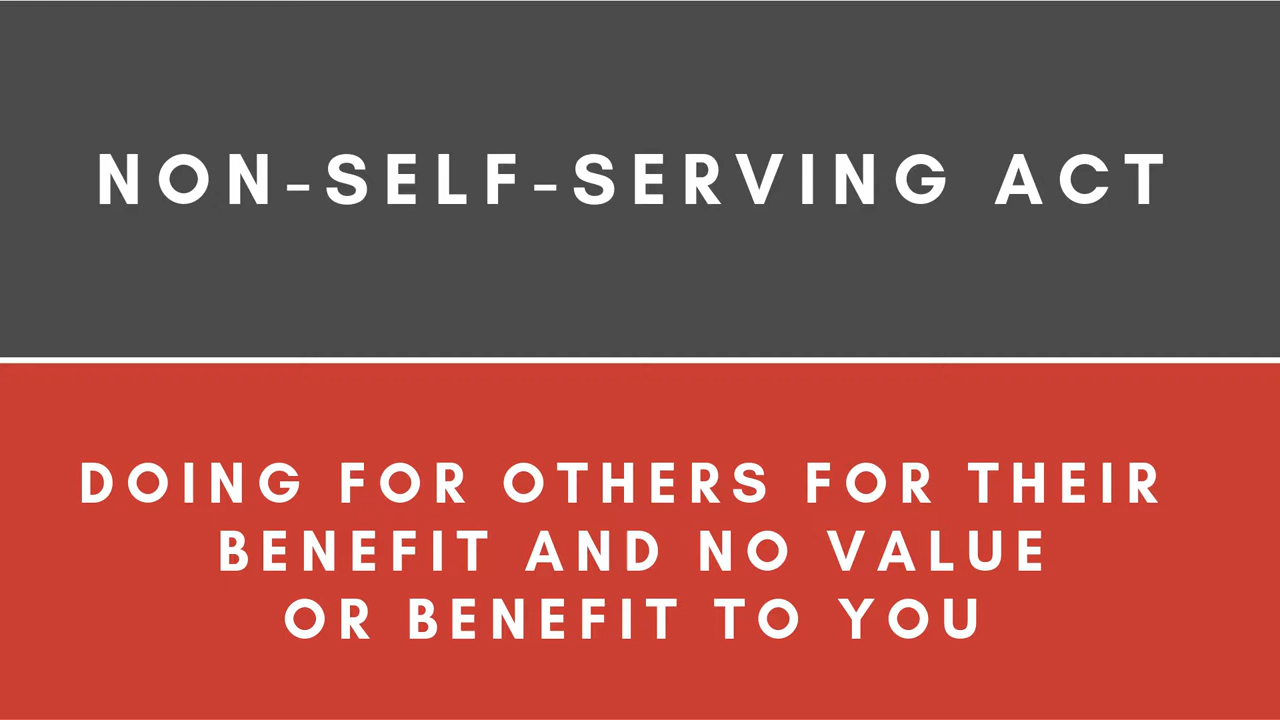 NON-SELF-SERVING ACT
DOING FOR OTHERS FOR THEIR
BENEFIT AND NO VALUE
OR BENEFIT TO YOU